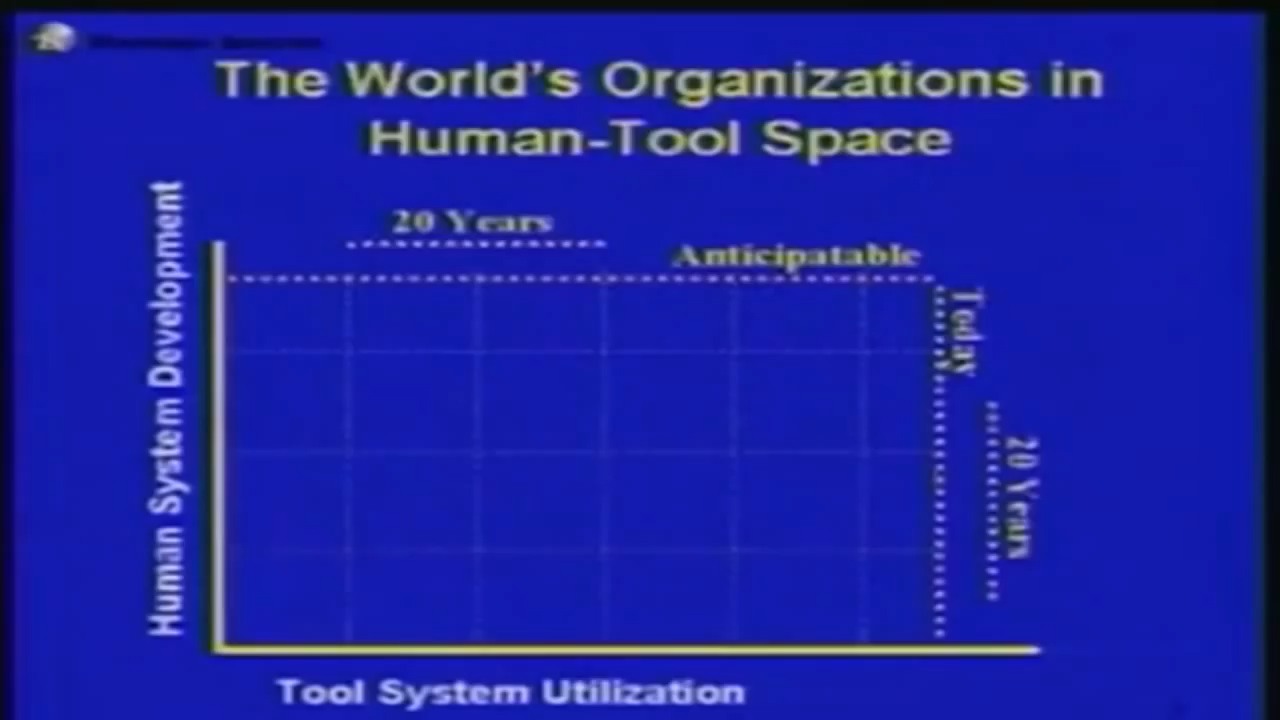 The World's Organizations in
Human-Tool Space
20 Years
Anticipatable
Today
20 Years
Human System Development
Tool System Utilization